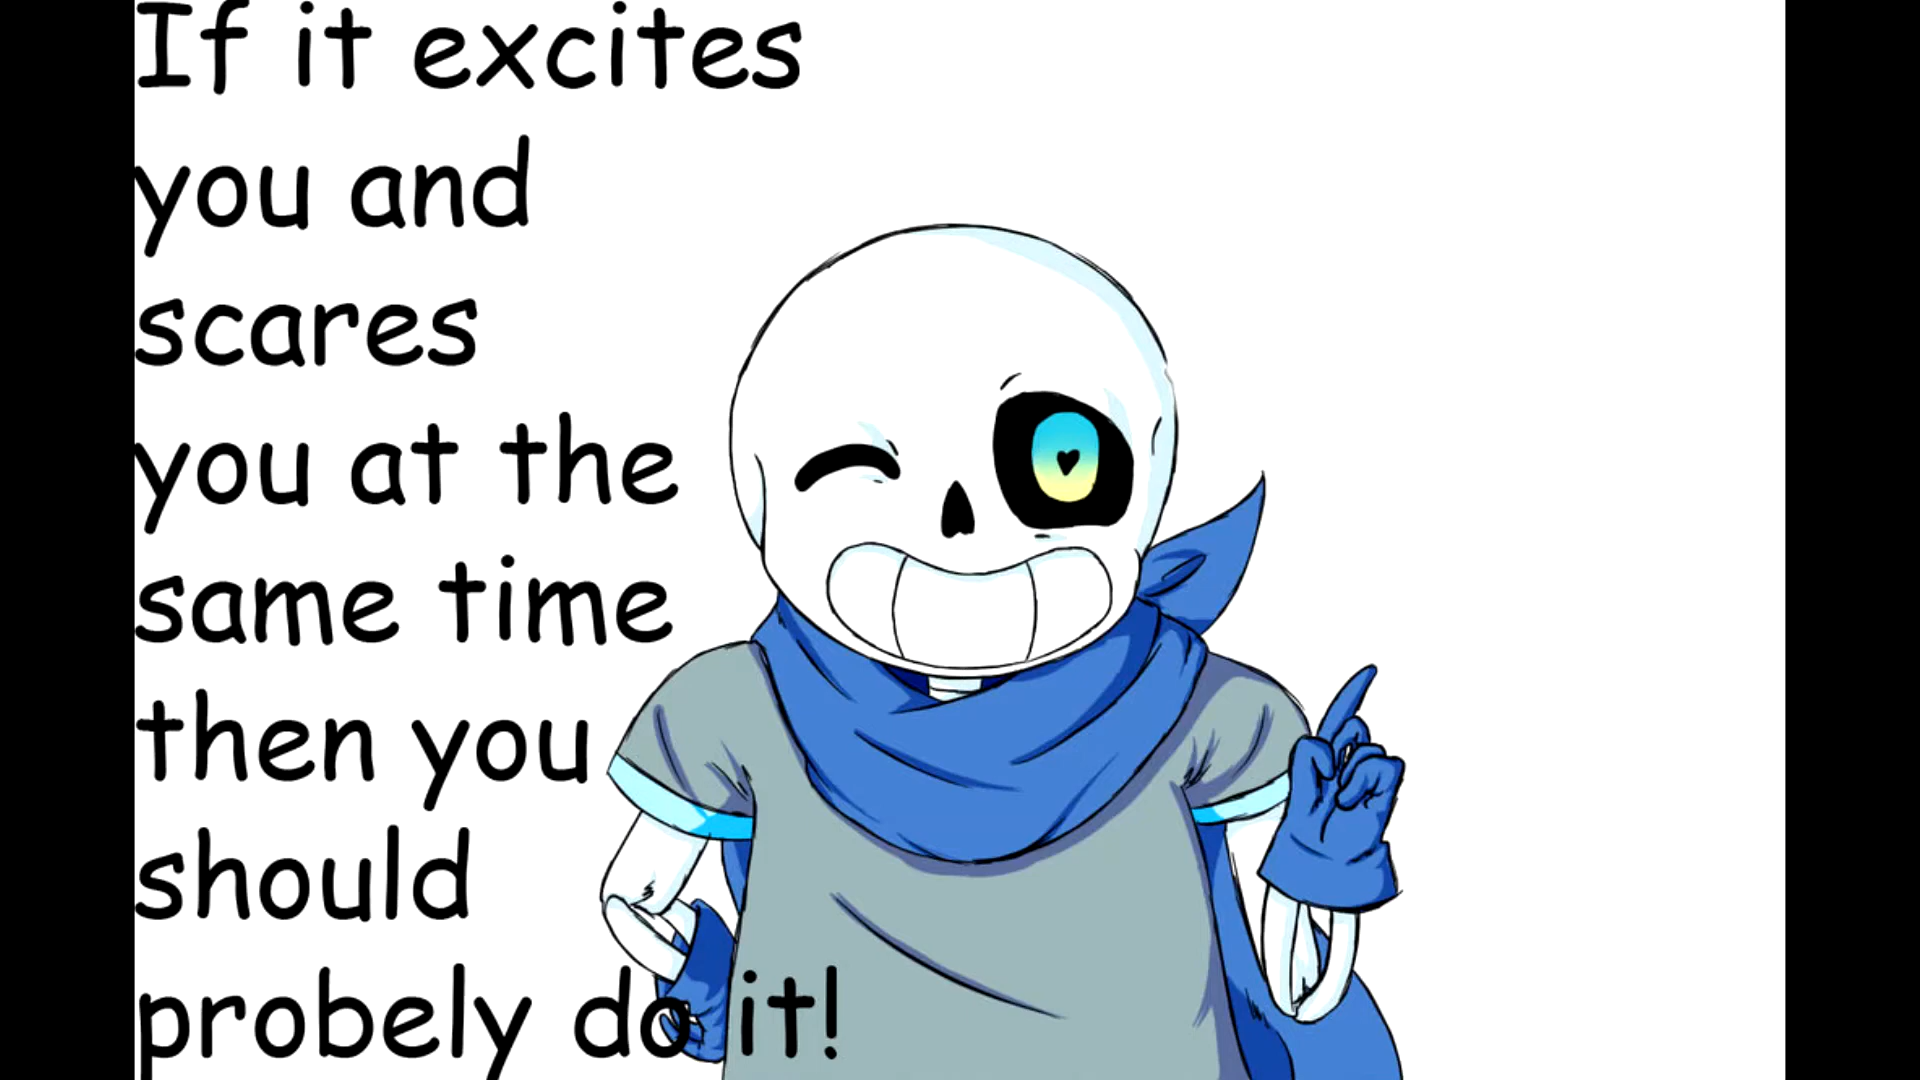 If it excites
you and
scares
you at the
same time
then you
should
probely do it!